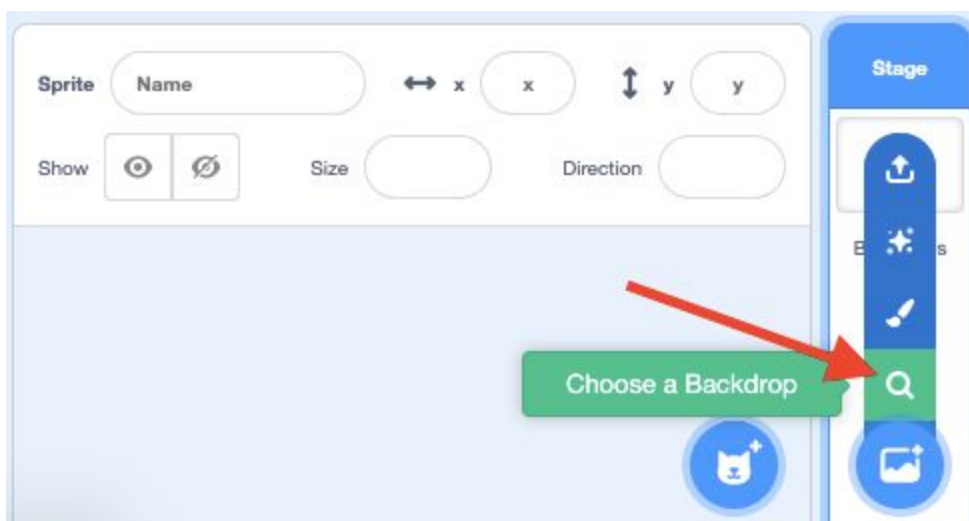 Sprite Name x x y y Stage
Show Size Direction
Choose a Backdrop